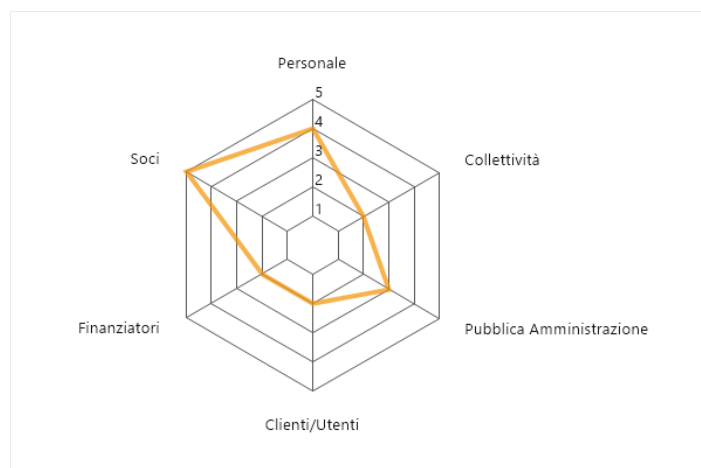 Personale
5
4
3
2
1
Soci
Collettività
Finanziatori
Pubblica Amministrazione
Clienti/Utenti